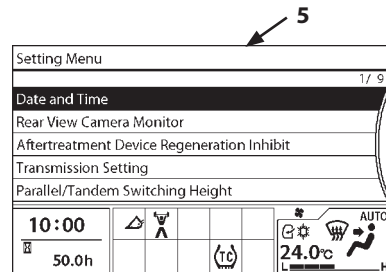 5
Setting Menu
1/ 9
Date and Time
Rear View Camera Monitor
Aftertreatment Device Regeneration Inhibit
Transmission Setting
Parallel/Tandem Switching Height
10:00
AUTO
50.0h
(TC)
24.0°C
L H